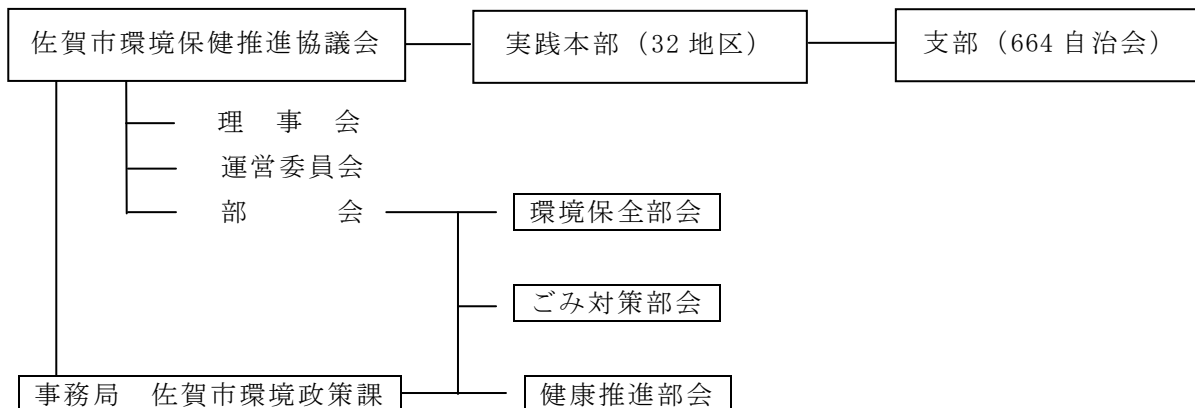 佐賀市環境保健推進協議会
実践本部（32 地区）
支部（664 自治会）
理　事　会
運営委員会
部　　　会
環境保全部会
ごみ対策部会
事務局　佐賀市環境政策課
健康推進部会